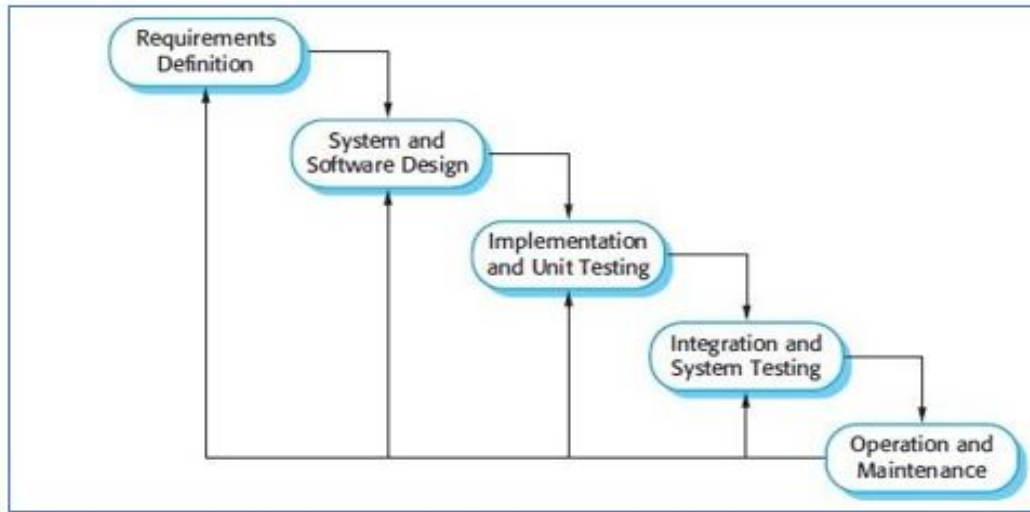 Requirements
Definition
System and
Software Design
Implementation
and Unit Testing
Integration and
System Testing
Operation and
Maintenance